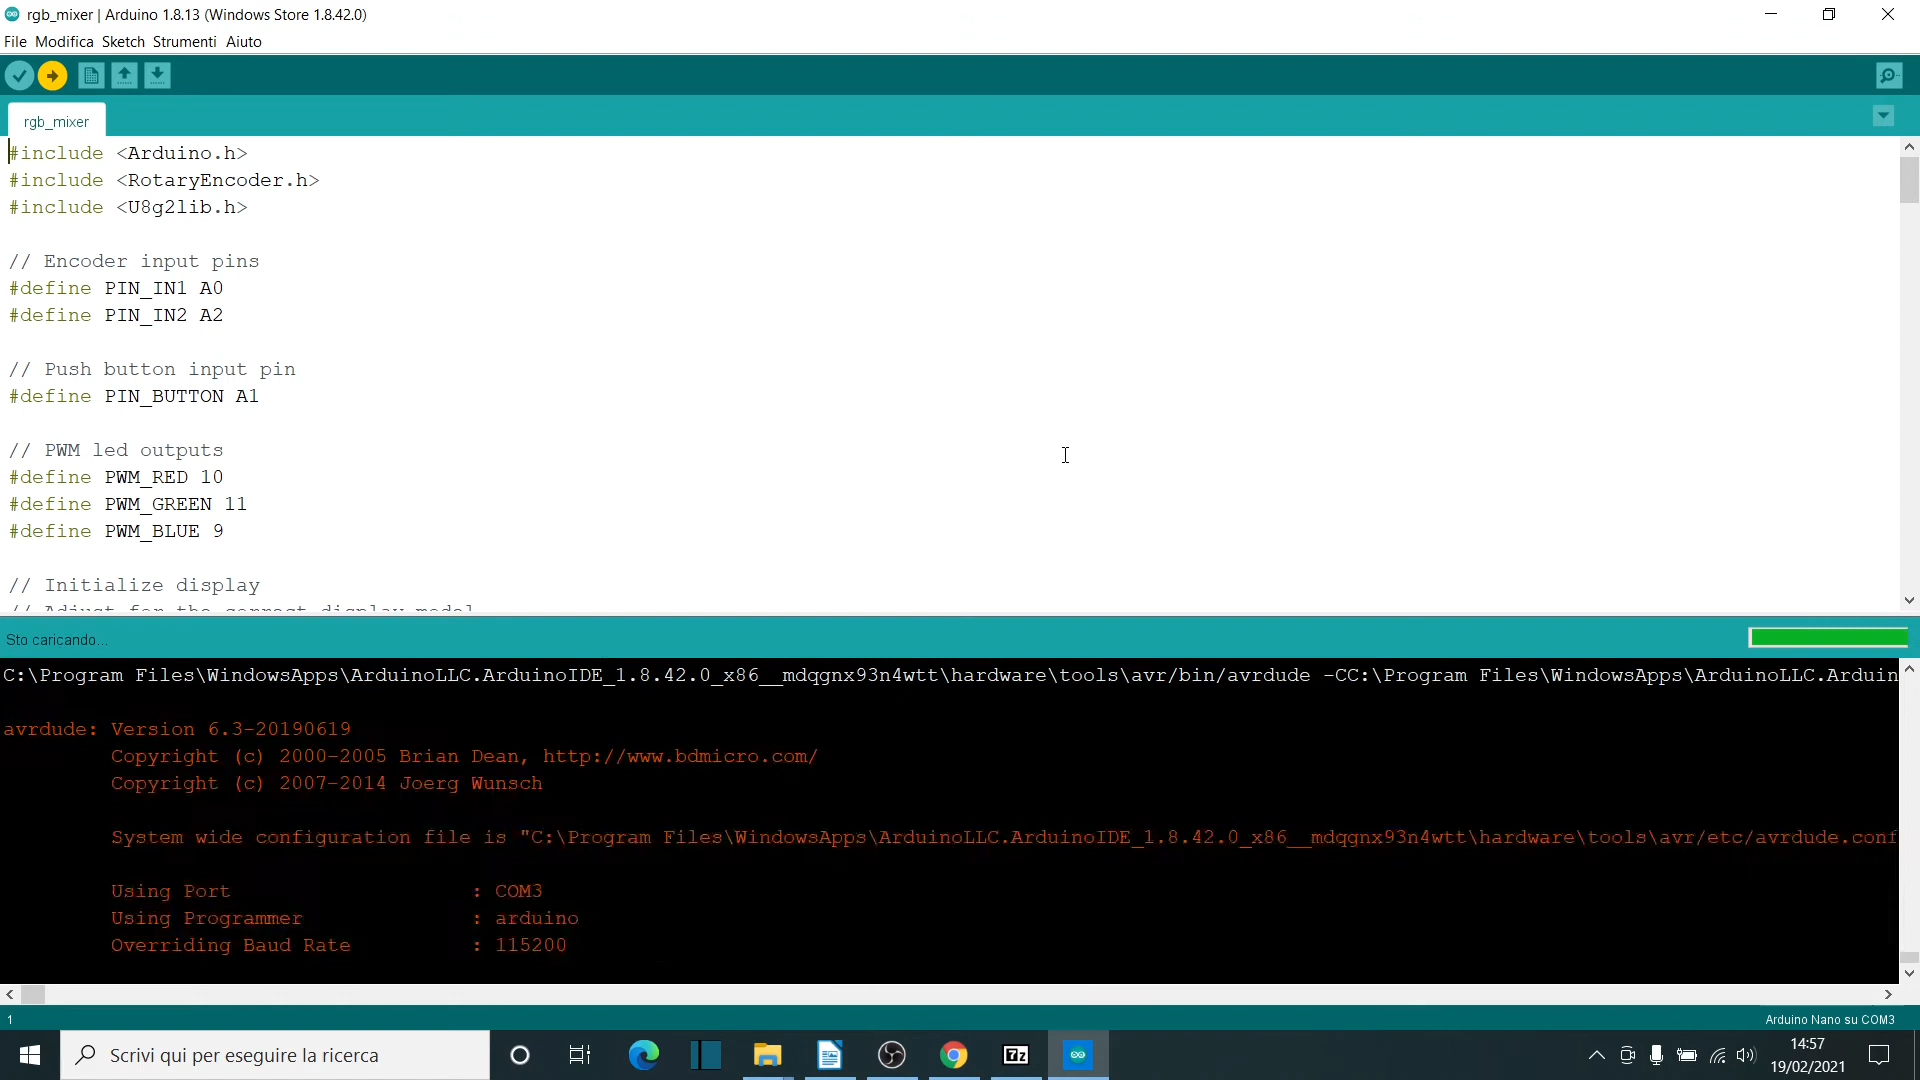 rgb_mixer | Arduino 1.8.13 (Windows Store 1.8.42.0)
File Modifica Sketch Strumenti Aiuto
rgb_mixer
#include <Arduino.h>
#include <RotaryEncoder.h>
#include <U8g2lib.h>
// Encoder input pins
#define PIN_IN1 A0
#define PIN_IN2 A2
// Push button input pin
#define PIN_BUTTON A1
// PWM led outputs
#define PWM_RED 10
#define PWM_GREEN 11
#define PWM_BLUE 9
// Initialize display
// Adjust for the correct display model
Sto caricando...
C:\Program Files\WindowsApps\ArduinoLLC.ArduinoIDE_1.8.42.0_x86__mdqgnx93n4wtt\hardware\tools\avr/bin/avrdude -CC:\Program Files\WindowsApps\ArduinoLLC.Arduin
avrdude: Version 6.3-20190619
Copyright (c) 2000-2005 Brian Dean, http://www.bdmicro.com/
Copyright (c) 2007-2014 Joerg Wunsch
System wide configuration file is "C:\Program Files\WindowsApps\ArduinoLLC.ArduinoIDE_1.8.42.0_x86__mdqgnx93n4wtt\hardware\tools\avr/etc/avrdude.conf
Using Port : COM3
Using Programmer : arduino
Overriding Baud Rate : 115200
1
Arduino Nano su COM3
Scrivi qui per eseguire la ricerca
7z
14:57
19/02/2021